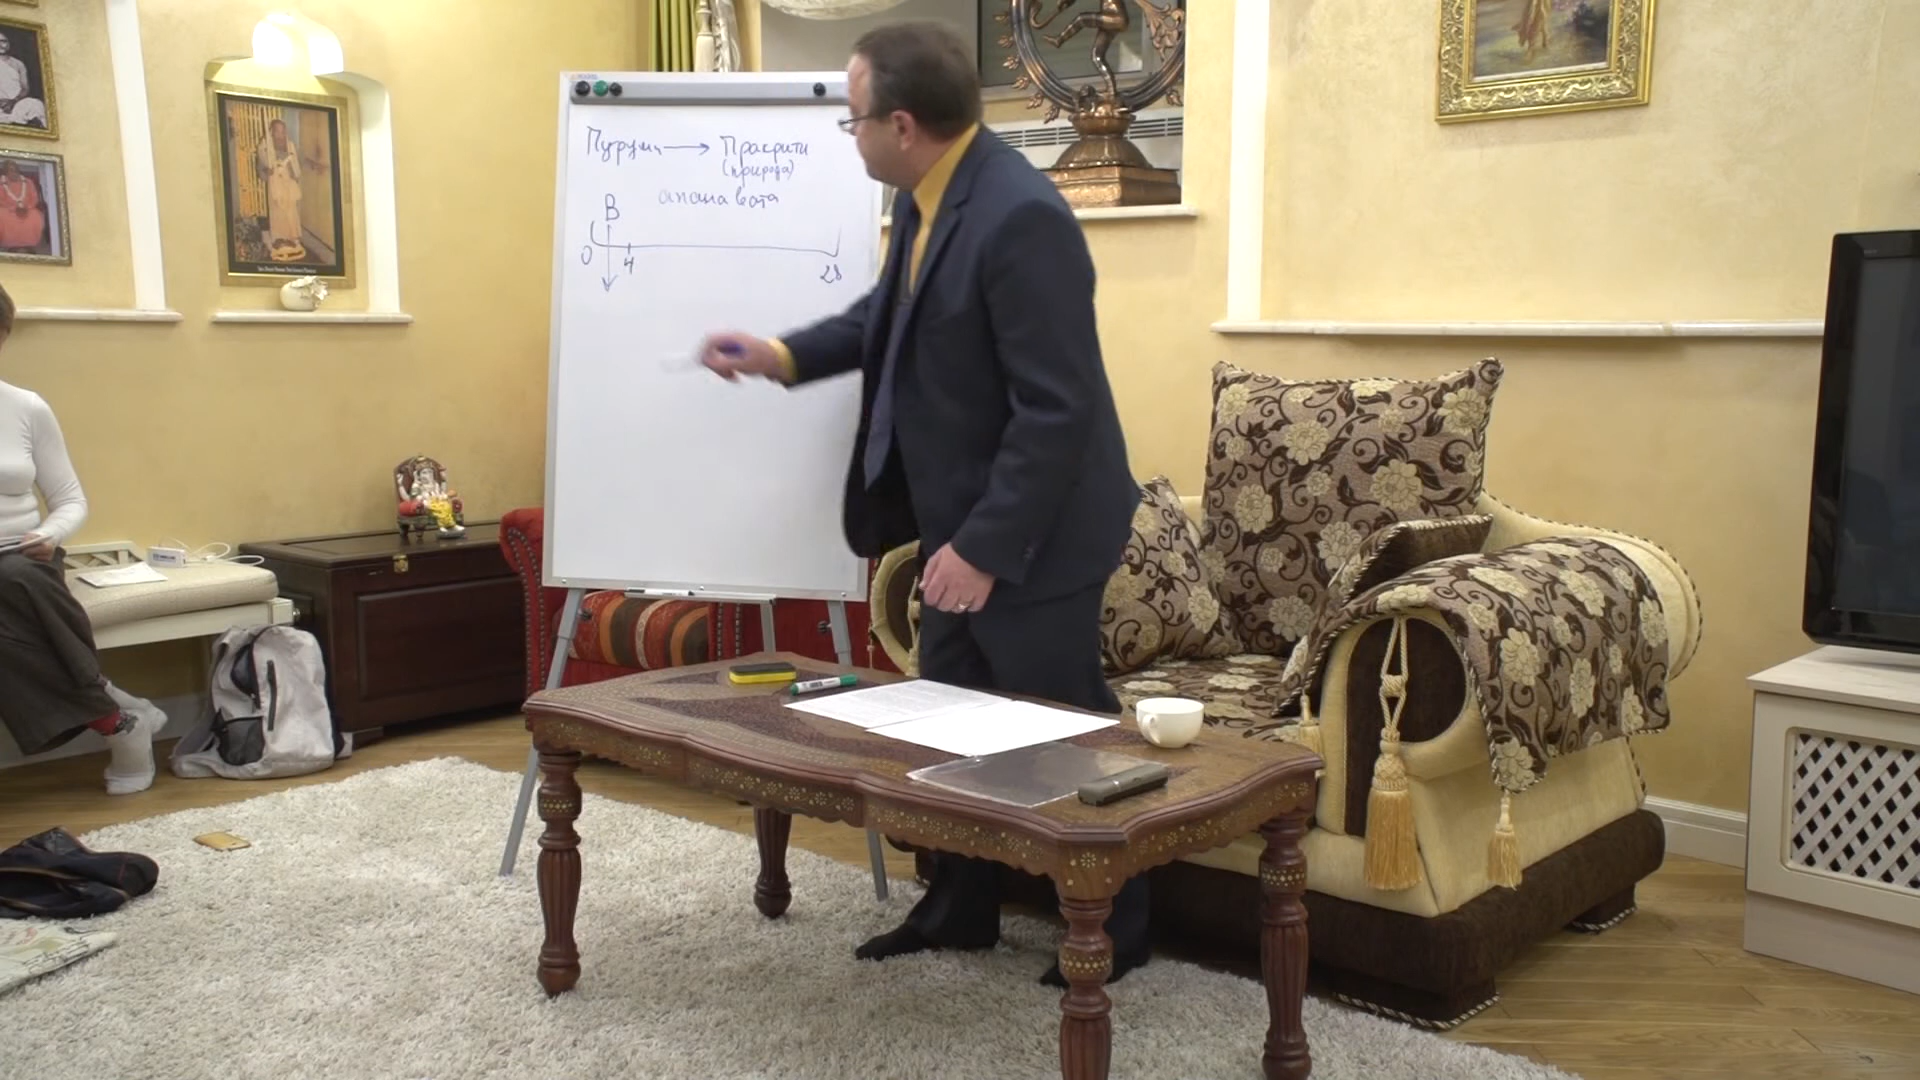 Пуруша → Пракрити
(природа)
апана вата
В
0 4 28